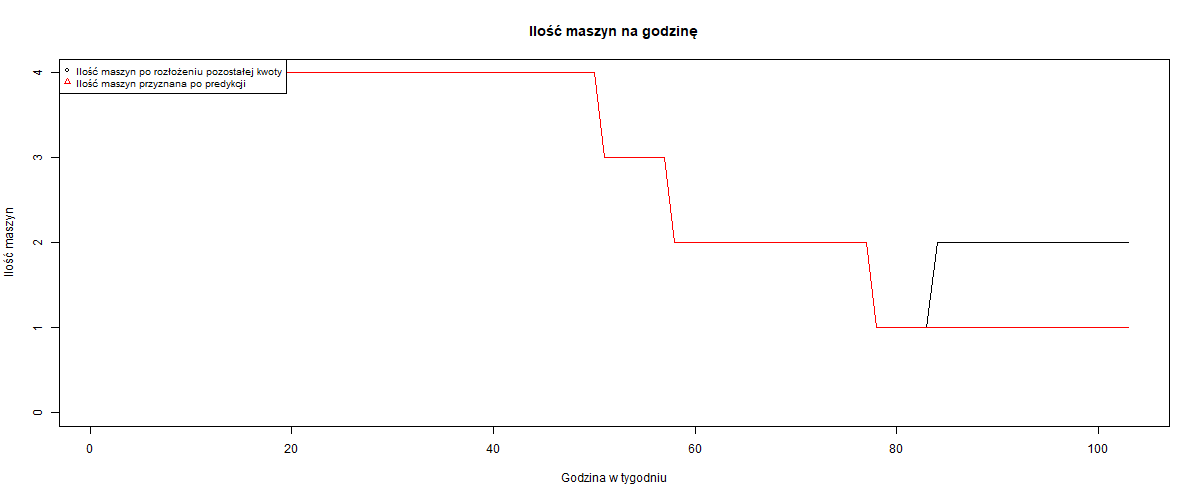 Ilość maszyn na godzinę
Ilość maszyn po rozłożeniu pozostałej kwoty
Ilość maszyn przyznana po predykcji
Ilość maszyn
4
3
2
1
0
0 20 40 60 80 100
Godzina w tygodniu